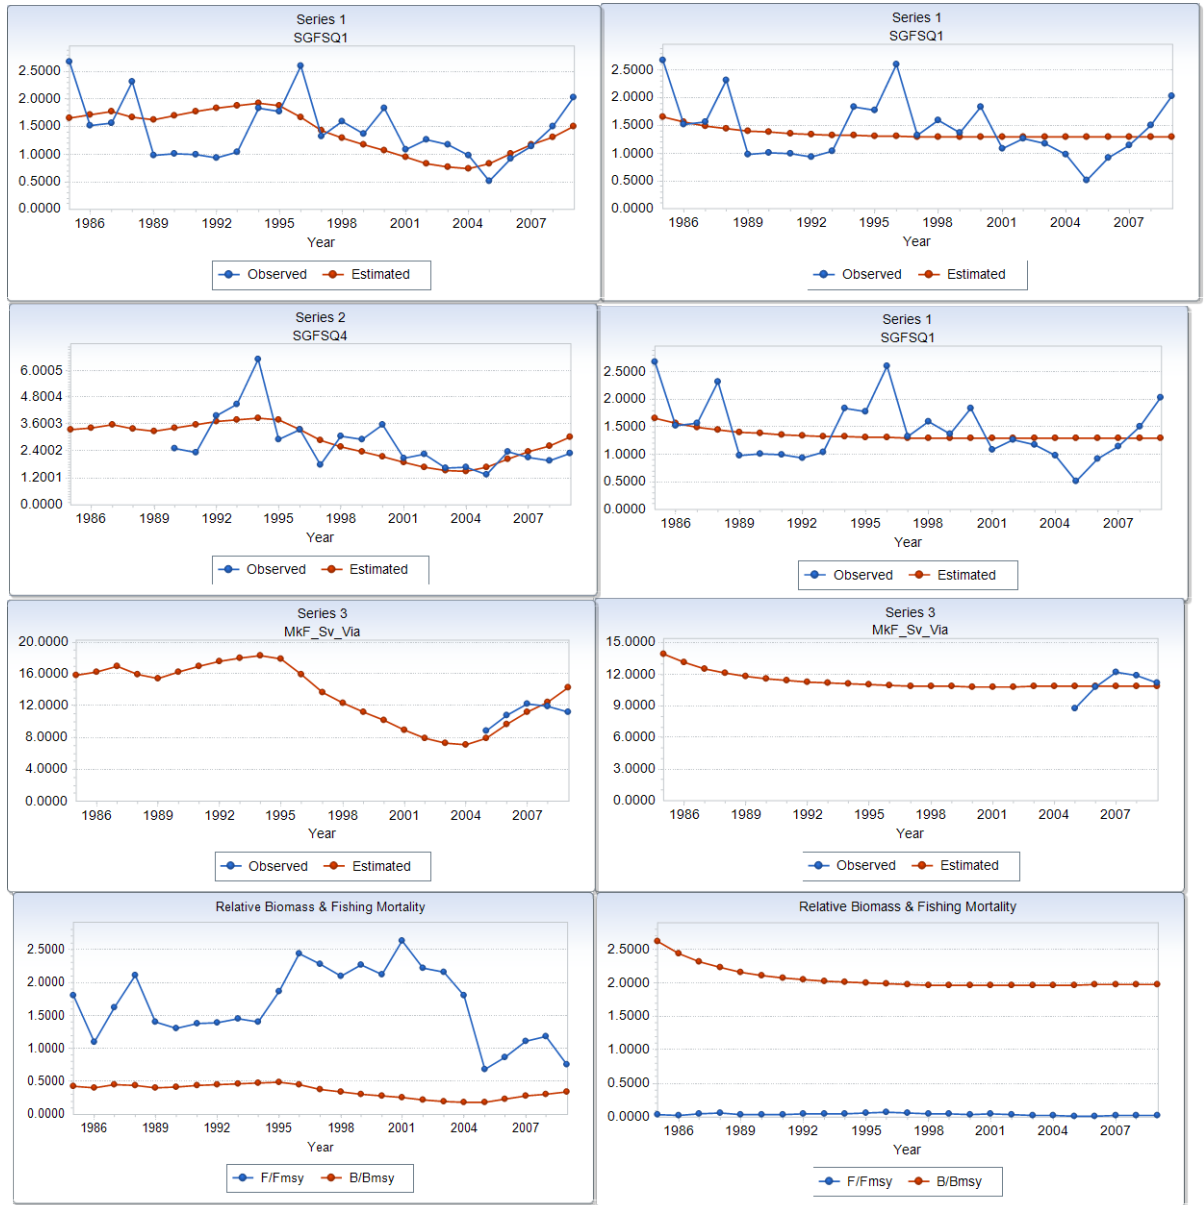 Series 1
SGFSQ1
2.5000
2.0000
1.5000
1.0000
0.5000
0.0000
1986 1989 1992 1995 1998 2001 2004 2007
Year
Observed Estimated
Series 1
SGFSQ1
2.5000
2.0000
1.5000
1.0000
0.5000
0.0000
1986 1989 1992 1995 1998 2001 2004 2007
Year
Observed Estimated
Series 2
SGFSQ4
6.0005
4.8004
3.6003
2.4002
1.2001
0.0000
1986 1989 1992 1995 1998 2001 2004 2007
Year
Observed Estimated
Series 1
SGFSQ1
2.5000
2.0000
1.5000
1.0000
0.5000
0.0000
1986 1989 1992 1995 1998 2001 2004 2007
Year
Observed Estimated
Series 3
MkF_Sv_Via
20.0000
16.0000
12.0000
8.0000
4.0000
0.0000
1986 1989 1992 1995 1998 2001 2004 2007
Year
Observed Estimated
Series 3
MkF_Sv_Via
15.0000
12.0000
9.0000
6.0000
3.0000
0.0000
1986 1989 1992 1995 1998 2001 2004 2007
Year
Observed Estimated
Relative Biomass & Fishing Mortality
2.5000
2.0000
1.5000
1.0000
0.5000
0.0000
1986 1989 1992 1995 1998 2001 2004 2007
Year
F/Fmsy B/Bmsy
Relative Biomass & Fishing Mortality
2.5000
2.0000
1.5000
1.0000
0.5000
0.0000
1986 1989 1992 1995 1998 2001 2004 2007
Year
F/Fmsy B/Bmsy